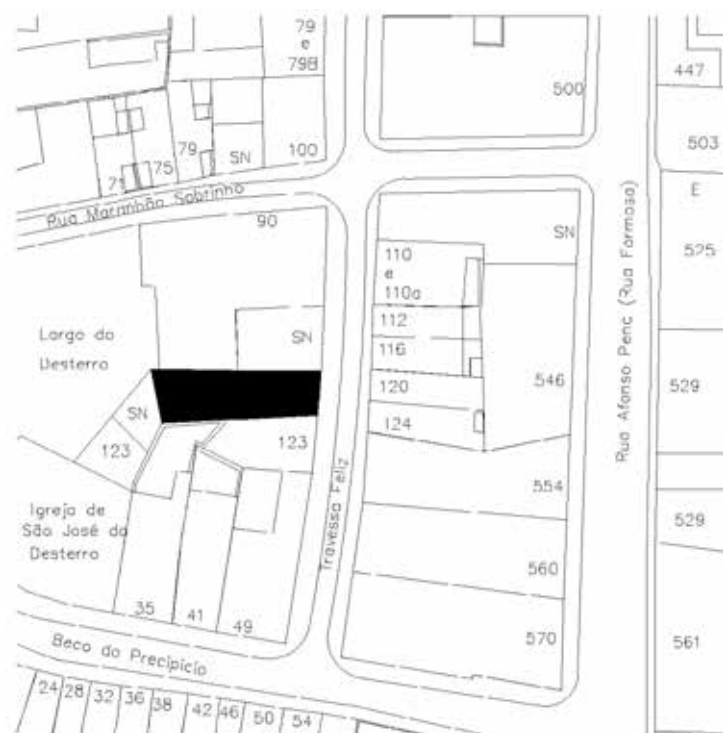 79
e
79B
447
500
503
71
75
79
SN
100
Rua Maranhão Sobrinho
90
E
SN
525
110
e
110a
112
116
120
124
Largo do
Desterro
SN
546
529
SN
123
123
Travessa Feliz
Rua Afonso Penc (Rua Formosa)
554
Igreja de
São José do
Desterro
529
560
35
41
49
570
561
Beco do Precipício
24
28
32
36
38
42
46
50
54